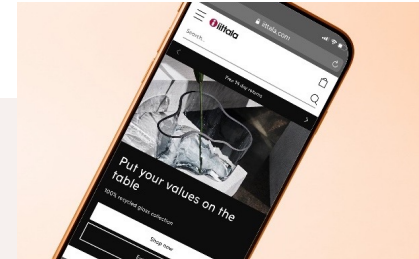 iittala.com
iittala
Search...
Free 14-day returns
Put your values on the
table
100% recycled glass collection
Shop now